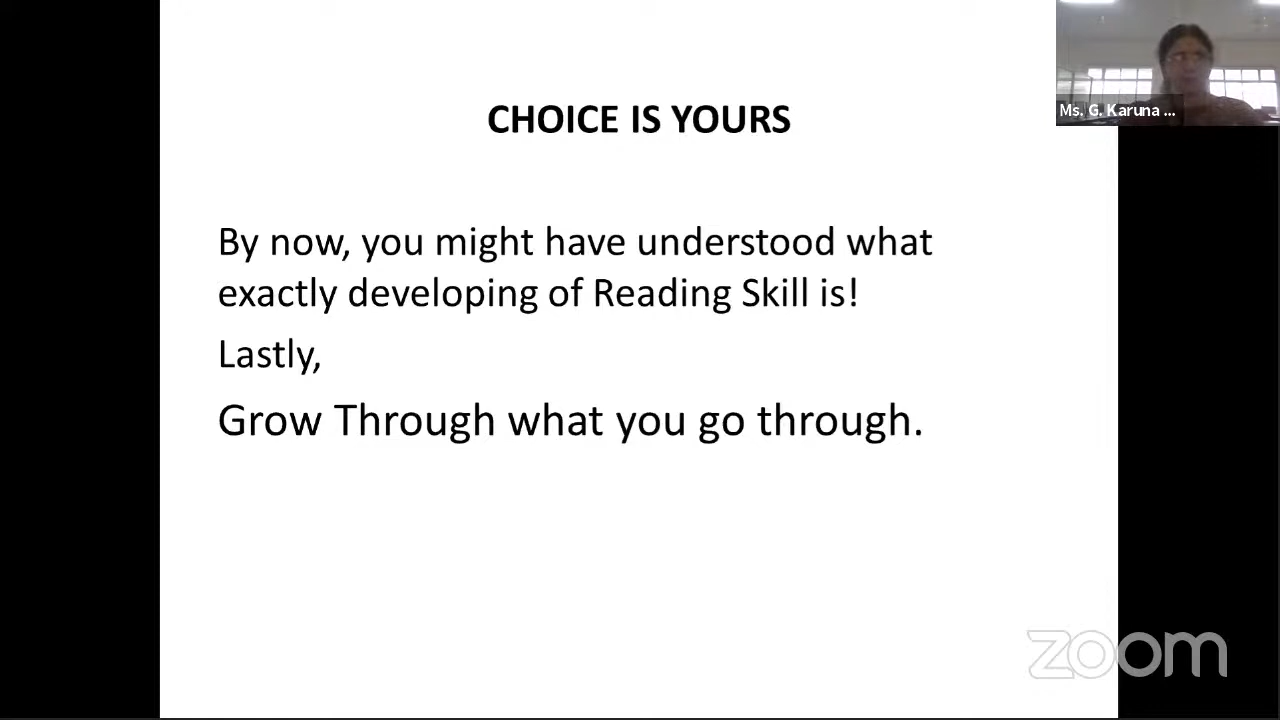 CHOICE IS YOURS
Ms. G. Karuna ...
By now, you might have understood what
exactly developing of Reading Skill is!
Lastly,
Grow Through what you go through.
zoom